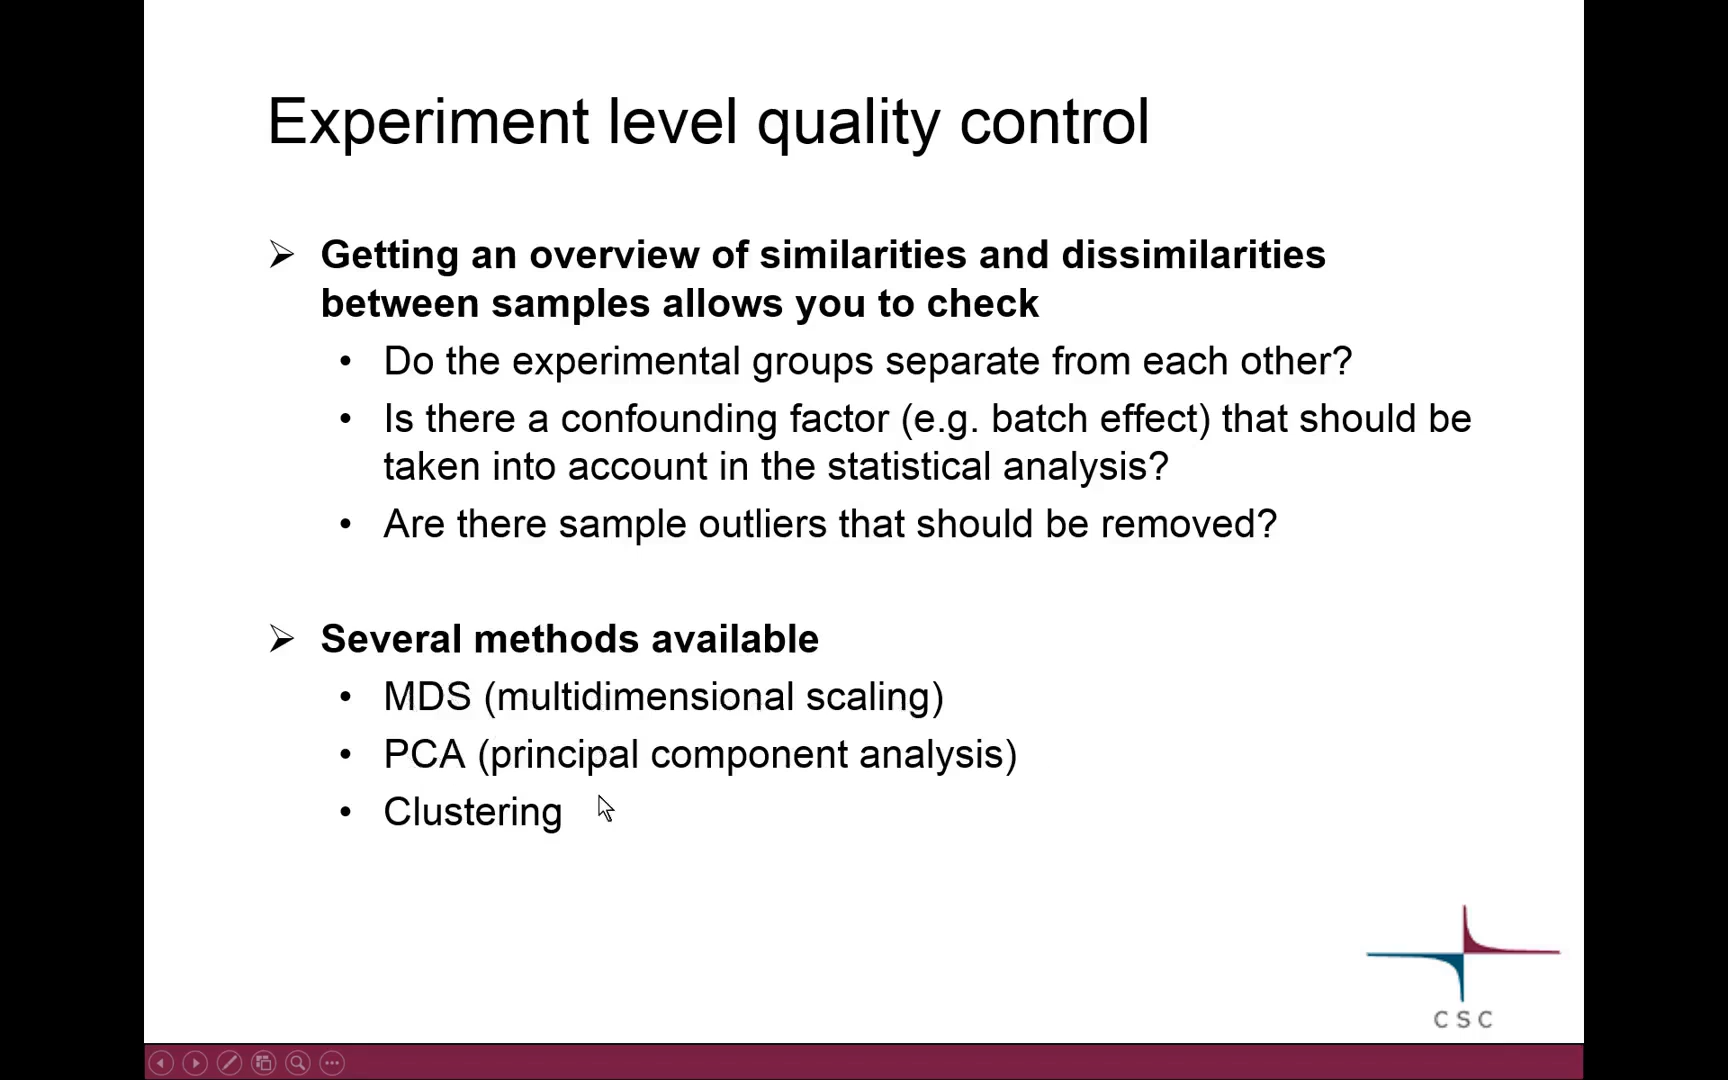 Experiment level quality control
➢ Getting an overview of similarities and dissimilarities
between samples allows you to check
• Do the experimental groups separate from each other?
• Is there a confounding factor (e.g. batch effect) that should be
taken into account in the statistical analysis?
• Are there sample outliers that should be removed?
➢ Several methods available
• MDS (multidimensional scaling)
• PCA (principal component analysis)
• Clustering
CSC